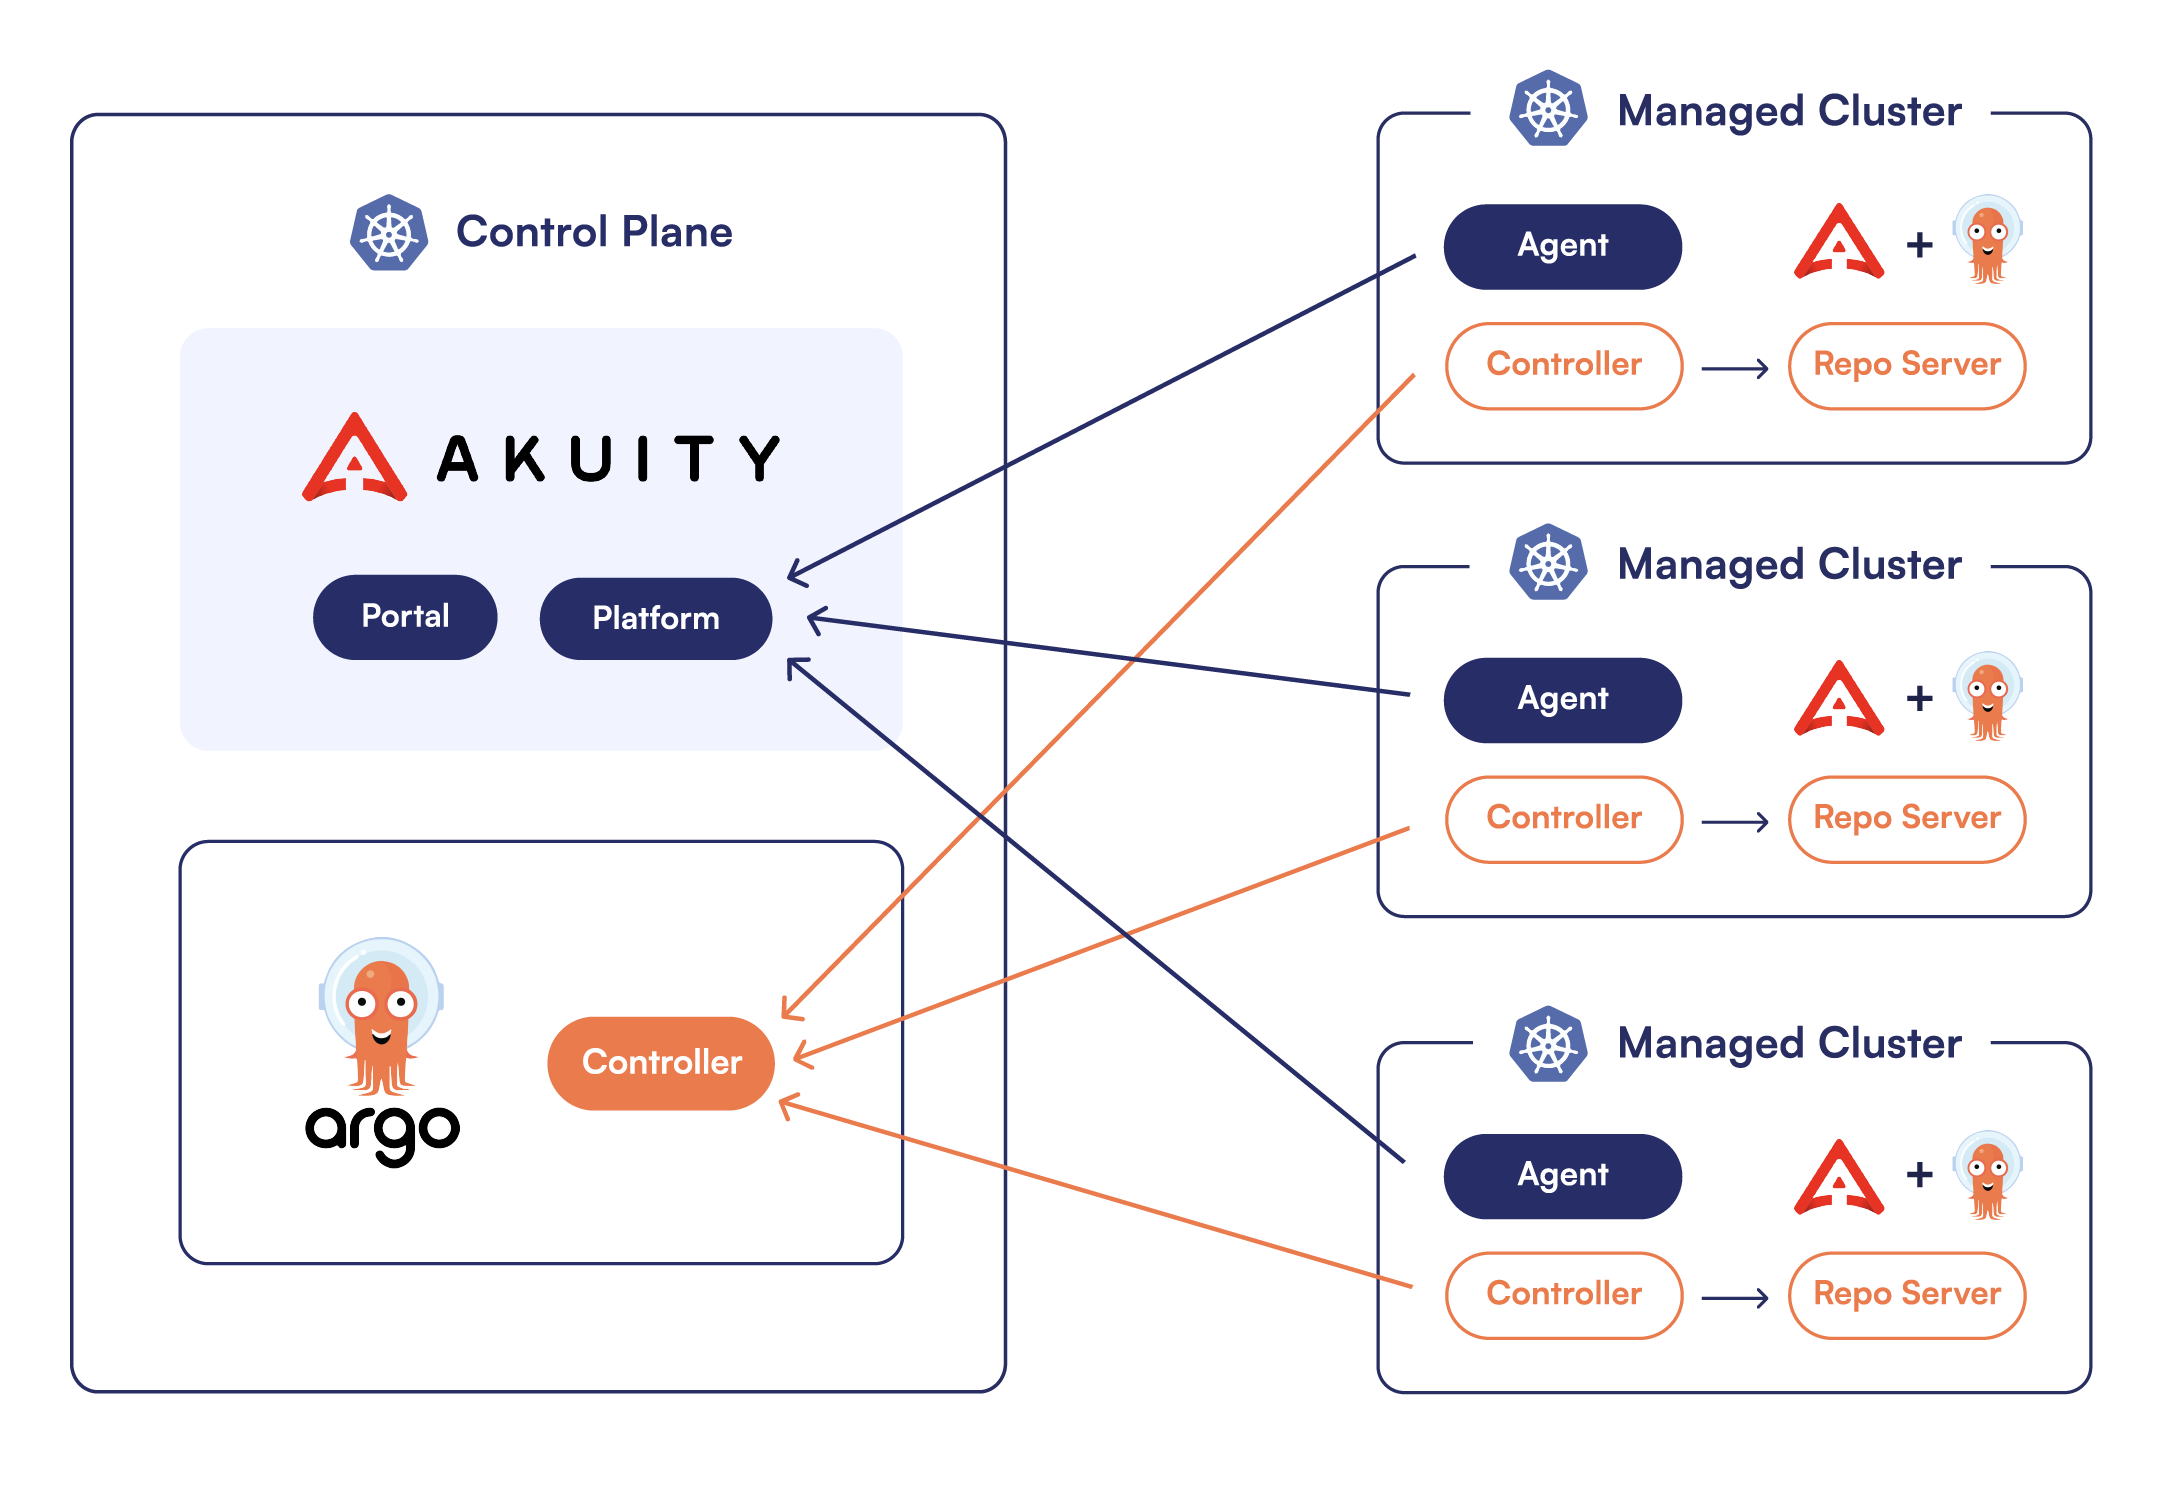 Control Plane
AKUITY
Portal
Platform
argo
Controller
Managed Cluster
Agent
+
Controller
Repo Server
Managed Cluster
Agent
+
Controller
Repo Server
Managed Cluster
Agent
+
Controller
Repo Server